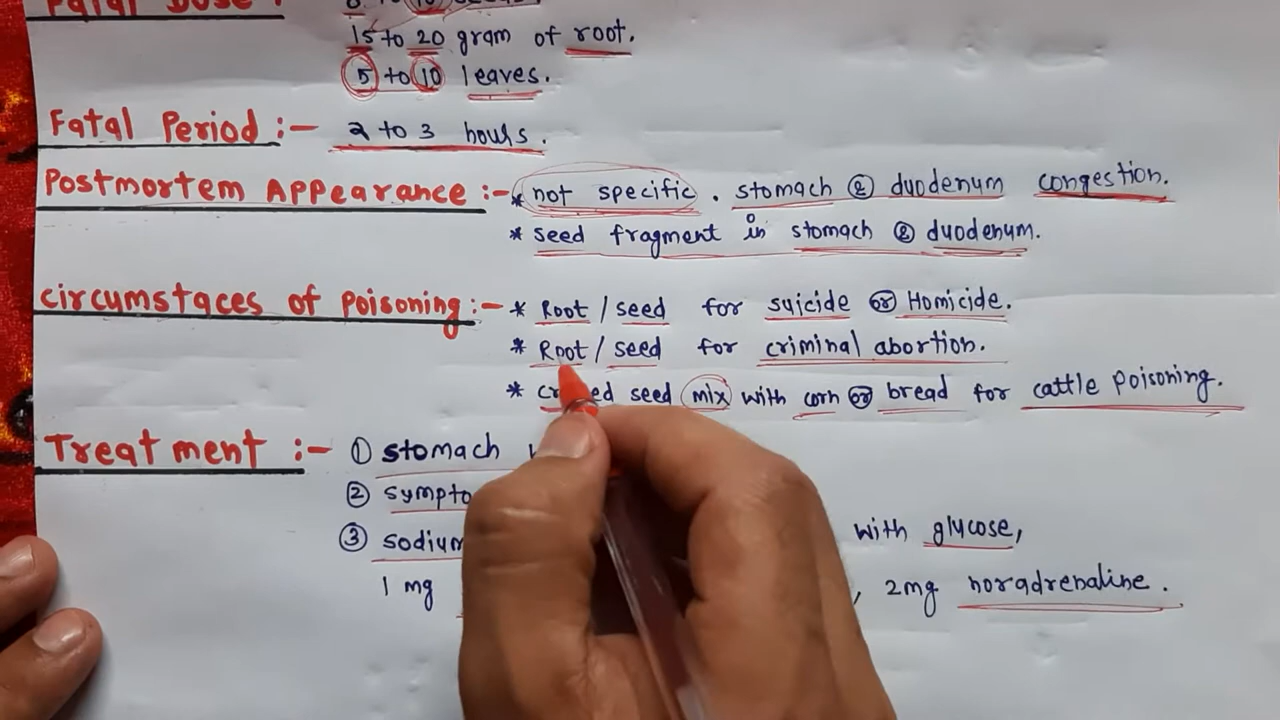 Fatal Dose :
15 to 20 gram of root.
5 to 10 leaves.
Fatal Period :- 2 to 3 hours.
Postmortem Appearance :- * not specific . stomach & duodenum congestion.
* seed fragment in stomach & duodenum.
circumstaces of poisoning :- * Root / seed for suicide or Homicide.
* Root / seed for criminal abortion.
* seed mix with corn or bread for cattle poisoning.
Treatment :- ① stomach
②
③ sodium with glucose,
1 mg , 2mg noradrenaline.